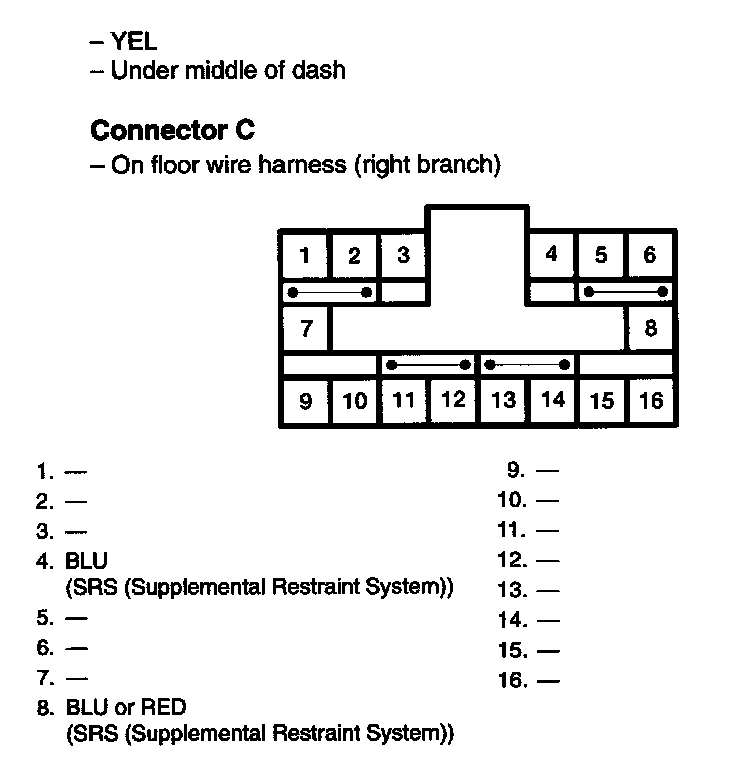 – YEL
– Under middle of dash
Connector C
– On floor wire harness (right branch)
1 2 3 4 5 6
7 8
9 10 11 12 13 14 15 16
1. —
2. —
3. —
4. BLU
(SRS (Supplemental Restraint System))
5. —
6. —
7. —
8. BLU or RED
(SRS (Supplemental Restraint System))
9. —
10. —
11. —
12. —
13. —
14. —
15. —
16. —